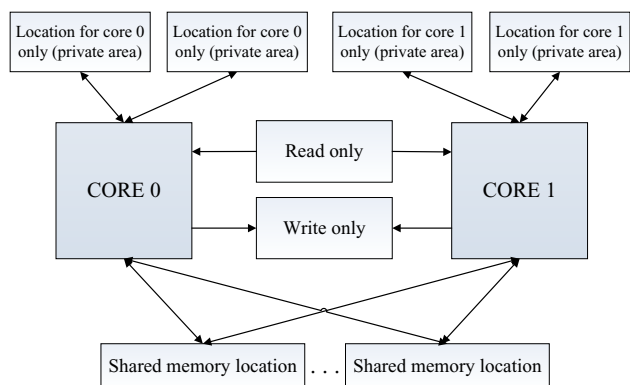 Location for core 0
only (private area)
Location for core 0
only (private area)
Location for core 1
only (private area)
Location for core 1
only (private area)
CORE 0
Read only
CORE 1
Write only
Shared memory location
. . .
Shared memory location